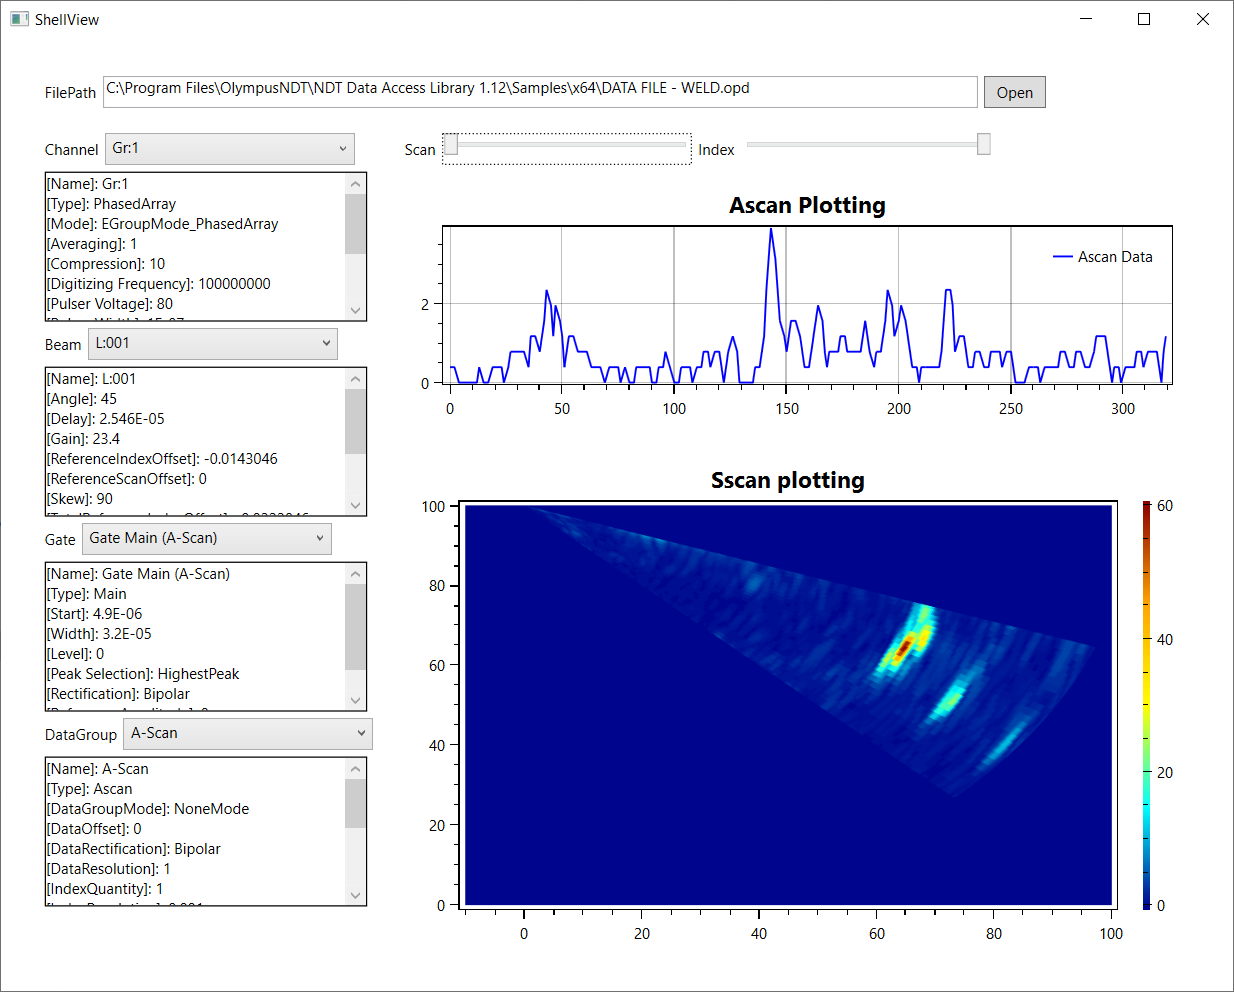 ShellView
FilePath C:\Program Files\OlympusNDT\NDT Data Access Library 1.12\Samples\x64\DATA FILE - WELD.opd Open
Channel Gr:1
Scan Index
[Name]: Gr:1
[Type]: PhasedArray
[Mode]: EGroupMode_PhasedArray
[Averaging]: 1
[Compression]: 10
[Digitizing Frequency]: 100000000
[Pulser Voltage]: 80
Beam L:001
[Name]: L:001
[Angle]: 45
[Delay]: 2.546E-05
[Gain]: 23.4
[ReferenceIndexOffset]: -0.0143046
[ReferenceScanOffset]: 0
[Skew]: 90
Gate Gate Main (A-Scan)
[Name]: Gate Main (A-Scan)
[Type]: Main
[Start]: 4.9E-06
[Width]: 3.2E-05
[Level]: 0
[Peak Selection]: HighestPeak
[Rectification]: Bipolar
DataGroup A-Scan
[Name]: A-Scan
[Type]: Ascan
[DataGroupMode]: NoneMode
[DataOffset]: 0
[DataRectification]: Bipolar
[DataResolution]: 1
[IndexQuantity]: 1
Ascan Plotting
Ascan Data
2
0
0 50 100 150 200 250 300
Sscan plotting
100
80
60
40
20
0
0 20 40 60 80 100
60
40
20
0